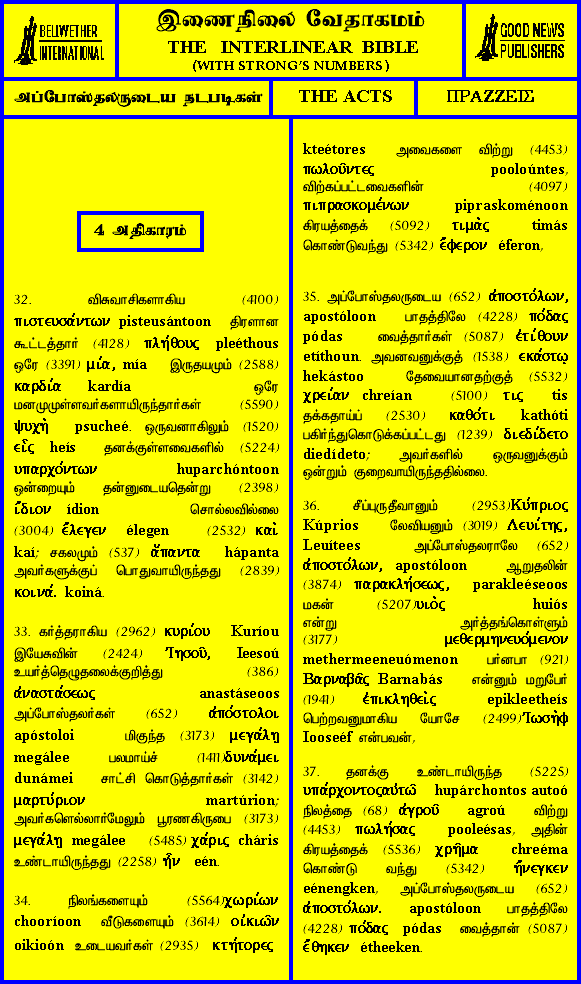 BELLWETHER
INTERNATIONAL
இணைநிலை வேதாகமம்
THE INTERLINEAR BIBLE
(WITH STRONG'S NUMBERS)
GOOD NEWS
PUBLISHERS
அப்போஸ்தலருடைய நடபடிகள்
THE ACTS
ΠΡΑΖΖΕΙΣ
4 அதிகாரம்
32. விசுவாசிகளாகிய (4100)
πιστευσάντων pisteusántoon திரளான
கூட்டத்தார் (4128) πλήθους pleéthous
ஒரே (3391) μία, mía இருதயமும் (2588)
καρδία kardía ஒரே
மனமுமுள்ளவர்களாயிருந்தார்கள் (5590)
ψυχὴ psucheé. ஒருவனாகிலும் (1520)
εἷς heís தனக்குள்ளவைகளில் (5224)
υπαρχόντων huparchóntoon
ஒன்றையும் தன்னுடையதென்று (2398)
ἴδιον ídion சொல்லவில்லை
(3004) ἔλεγεν élegen (2532) καὶ
kaí; சகலமும் (537) ἅπαντα hápanta
அவர்களுக்குப் பொதுவாயிருந்தது (2839)
κοινά. koiná.
33. கர்த்தராகிய (2962) κυρίου Kuríou
இயேசுவின் (2424) Ἰησοῦ, Ieesoú
உயிர்த்தெழுதலைக்குறித்து (386)
ἀναστάσεως anastáseoos
அப்போஸ்தலர்கள் (652) ἀπόστολοι
apóstoloi மிகுந்த (3173) μεγάλῃ
megálee பலமாய்ச் (1411)δυνάμει
dunámei சாட்சி கொடுத்தார்கள் (3142)
μαρτύριον martúrion;
அவர்களெல்லார்மேலும் பூரணகிருபை (3173)
μεγάλη megálee (5485) χάρις cháris
உண்டாயிருந்தது (2258) ἦν eén.
34. நிலங்களையும் (5564)χωρίων
chooríoon வீடுகளையும் (3614) οἰκιῶν
oikioón உடையவர்கள் (2935) κτήτορες
kteétores அவைகளை விற்று (4453)
πωλοῦντες pooloúntes,
விற்கப்பட்டவைகளின் (4097)
πιπρασκομένων pipraskoménoon
கிரயத்தைக் (5092) τιμὰς timás
கொண்டுவந்து (5342) ἔφερον éferon,
35. அப்போஸ்தலருடைய (652) ἀποστόλων,
apostóloon பாதத்திலே (4228) πόδας
pódas வைத்தார்கள் (5087) ἐτίθουν
etíthoun. அவனவனுக்குத் (1538) εκάστῳ
hekástoo தேவையானதற்குத் (5532)
χρείαν chreían (5100) τις tis
தக்கதாய்ப் (2530) καθότι kathóti
பகிர்ந்துகொடுக்கப்பட்டது (1239) διεδίδετο
diedídeto; அவர்களில் ஒருவனுக்கும்
ஒன்றும் குறைவாயிருந்ததில்லை.
36. சீப்புருதீவானும் (2953)Κύπριος
Kúprios லேவியனும் (3019) Λευίτης,
Leuítees அப்போஸ்தலராலே (652)
ἀποστόλων, apostóloon ஆறுதலின்
(3874) παρακλήσεως, parakleéseoos
மகன் (5207)υιὸς huiós
என்று அர்த்தங்கொள்ளும்
(3177) μεθερμηνευόμενον
methermeeneuómenon பர்னபா (921)
Βαρναβᾶς Barnabás என்னும் மறுபேர்
(1941) ἐπικληθεὶς epikleetheís
பெற்றவனுமாகிய யோசே (2499)Ἰωσὴφ
Iooseéf என்பவன்,
37. தனக்கு உண்டாயிருந்த (5225)
υπάρχοντοςαὐτῶ hupárchontos autoó
நிலத்தை (68) ἀγροῦ agroú விற்று
(4453) πωλήσας pooleésas, அதின்
கிரயத்தைக் (5536) χρῆμα chreéma
கொண்டு வந்து (5342) ἤνεγκεν
eénengken, அப்போஸ்தலருடைய (652)
ἀποστόλων. apostóloon பாதத்திலே
(4228) πόδας pódas வைத்தான் (5087)
ἔθηκεν étheeken.